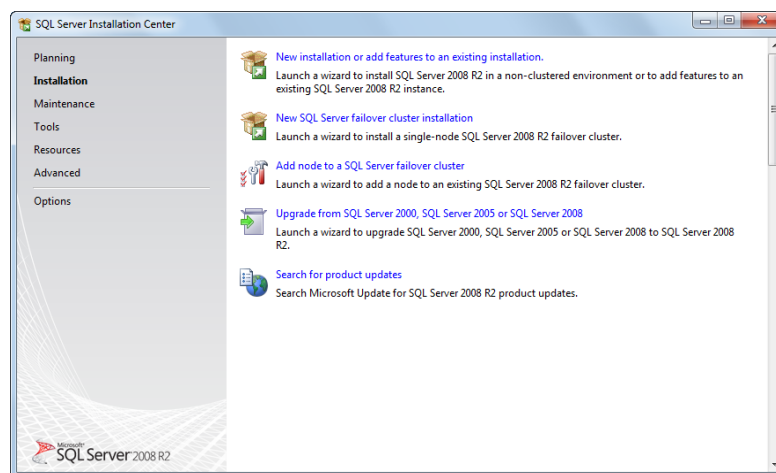 SQL Server Installation Center
Planning
Installation
Maintenance
Tools
Resources
Advanced
Options
New installation or add features to an existing installation.
Launch a wizard to install SQL Server 2008 R2 in a non-clustered environment or to add features to an
existing SQL Server 2008 R2 instance.
New SQL Server failover cluster installation
Launch a wizard to install a single-node SQL Server 2008 R2 failover cluster.
Add node to a SQL Server failover cluster
Launch a wizard to add a node to an existing SQL Server 2008 R2 failover cluster.
Upgrade from SQL Server 2000, SQL Server 2005 or SQL Server 2008
Launch a wizard to upgrade SQL Server 2000, SQL Server 2005 or SQL Server 2008 to SQL Server 2008
R2.
Search for product updates
Search Microsoft Update for SQL Server 2008 R2 product updates.
Microsoft
SQL Server 2008 R2